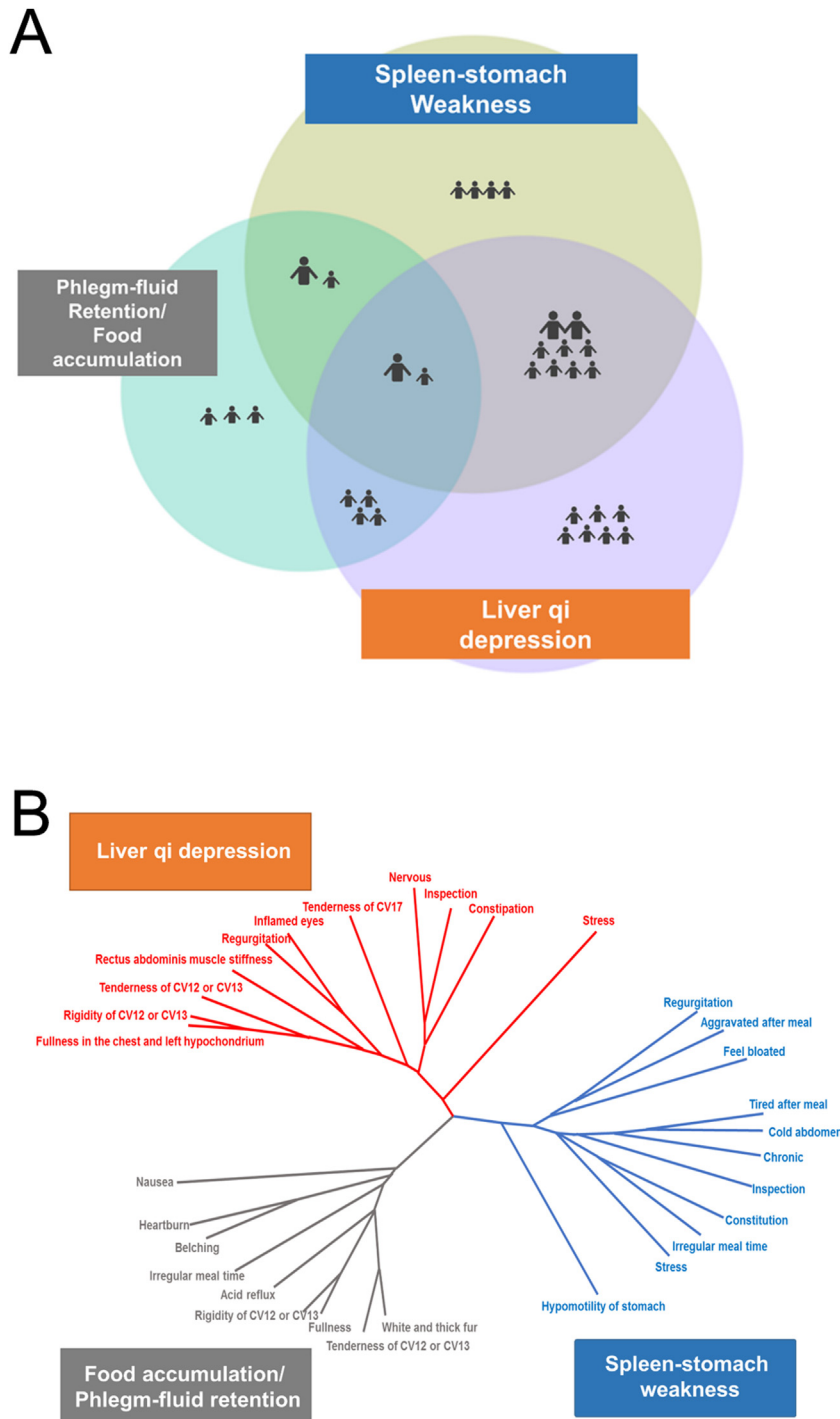 A
Spleen-stomach
Weakness
Phlegm-fluid
Retention/
Food
accumulation
Liver qi
depression
B
Liver qi depression
Nervous
Inspection
Constipation
Stress
Tenderness of CV17
Inflamed eyes
Regurgitation
Rectus abdominis muscle stiffness
Tenderness of CV12 or CV13
Rigidity of CV12 or CV13
Fullness in the chest and left hypochondrium
Regurgitation
Aggravated after meal
Feel bloated
Tired after meal
Cold abdomen
Chronic
Inspection
Constitution
Irregular meal time
Stress
Hypomotility of stomach
Nausea
Heartburn
Belching
Irregular meal time
Acid reflux
Rigidity of CV12 or CV13
Fullness
White and thick fur
Tenderness of CV12 or CV13
Food accumulation/
Phlegm-fluid retention
Spleen-stomach
weakness